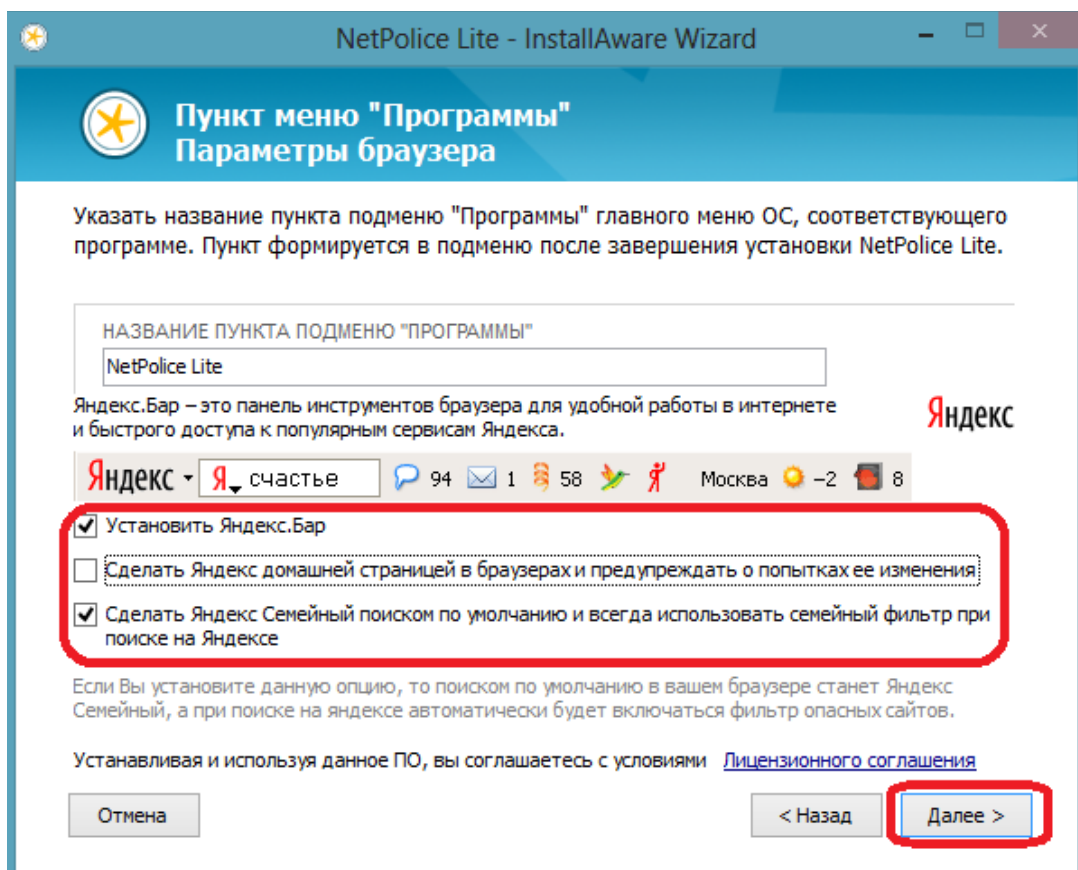 NetPolice Lite - InstallAware Wizard
Пункт меню "Программы"
Параметры браузера
Указать название пункта подменю "Программы" главного меню ОС, соответствующего
программе. Пункт формируется в подменю после завершения установки NetPolice Lite.
НАЗВАНИЕ ПУНКТА ПОДМЕНЮ "ПРОГРАММЫ"
NetPolice Lite
Яндекс.Бар – это панель инструментов браузера для удобной работы в интернете
и быстрого доступа к популярным сервисам Яндекса.
Яндекс
Яндекс Я счастье 94 1 58 Москва -2 8
Установить Яндекс.Бар
Сделать Яндекс домашней страницей в браузерах и предупреждать о попытках ее изменения
Сделать Яндекс Семейный поиском по умолчанию и всегда использовать семейный фильтр при
поиске на Яндексе
Если Вы установите данную опцию, то поиском по умолчанию в вашем браузере станет Яндекс
Семейный, а при поиске на яндексе автоматически будет включаться фильтр опасных сайтов.
Устанавливая и используя данное ПО, вы соглашаетесь с условиями Лицензионного соглашения
Отмена < Назад Далее >